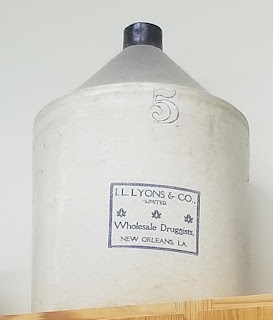 5
I.L. LYONS & CO.,
LIMITED.
Wholesale Druggists,
NEW ORLEANS, LA.